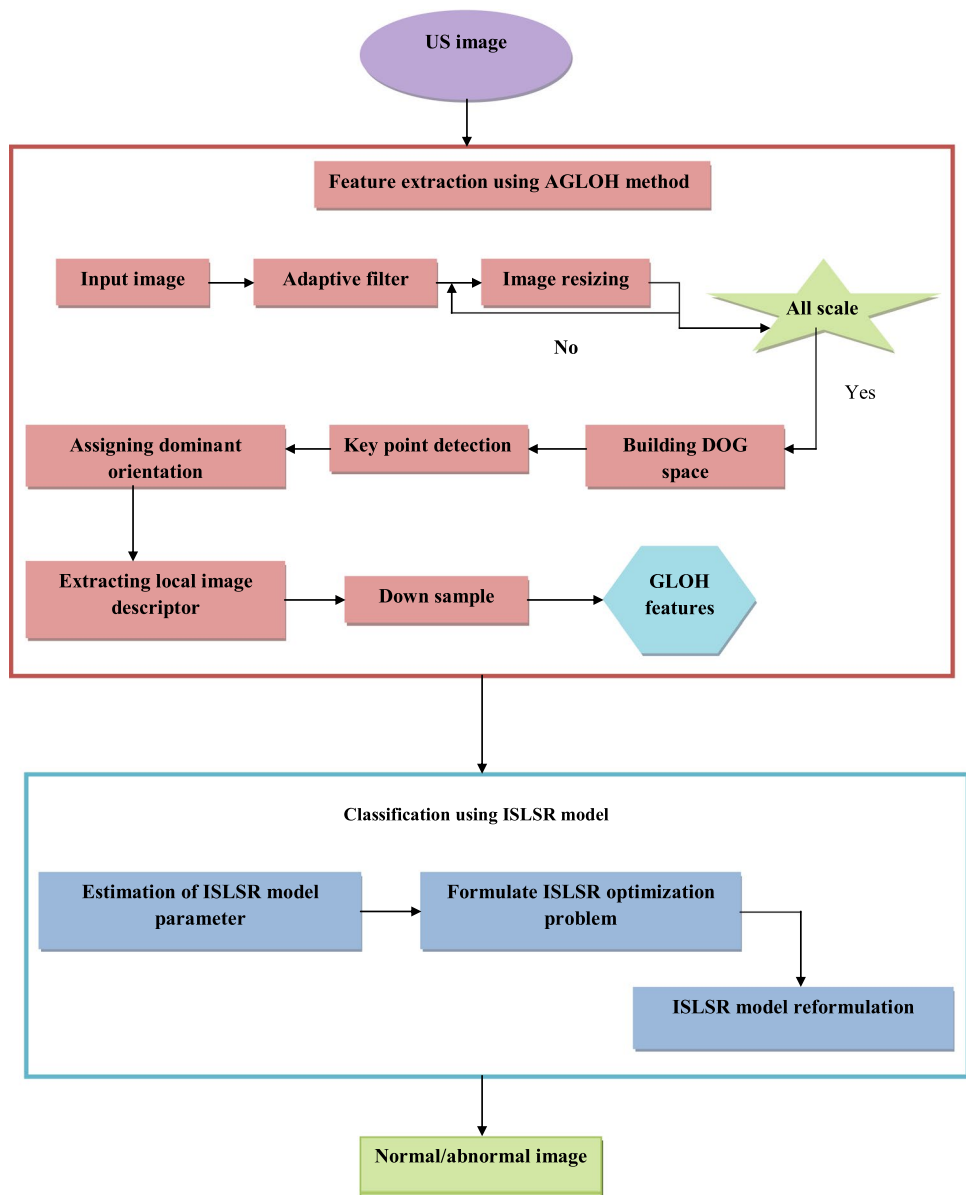 US image
Feature extraction using AGLOH method
Input image
Adaptive filter
Image resizing
All scale
No
Yes
Assigning dominant
orientation
Key point detection
Building DOG
space
Extracting local image
descriptor
Down sample
GLOH
features
Classification using ISLSR model
Estimation of ISLSR model
parameter
Formulate ISLSR optimization
problem
ISLSR model reformulation
Normal/abnormal image